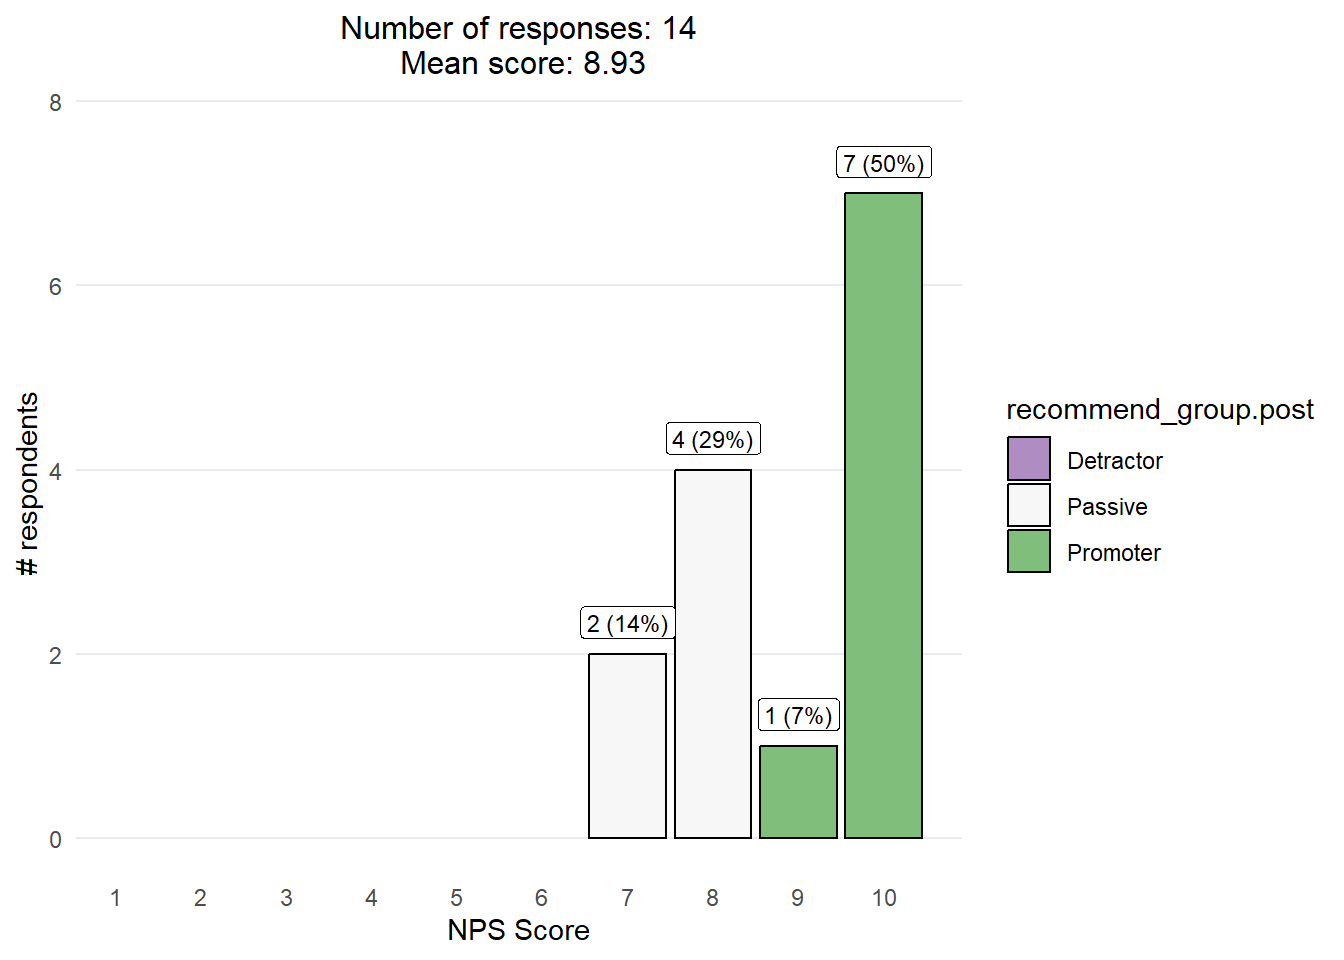 Number of responses: 14
Mean score: 8.93
8
7 (50%)
6
4 (29%)
4
2 (14%)
2
1 (7%)
0
# respondents
1 2 3 4 5 6 7 8 9 10
NPS Score
recommend_group.post
Detractor
Passive
Promoter